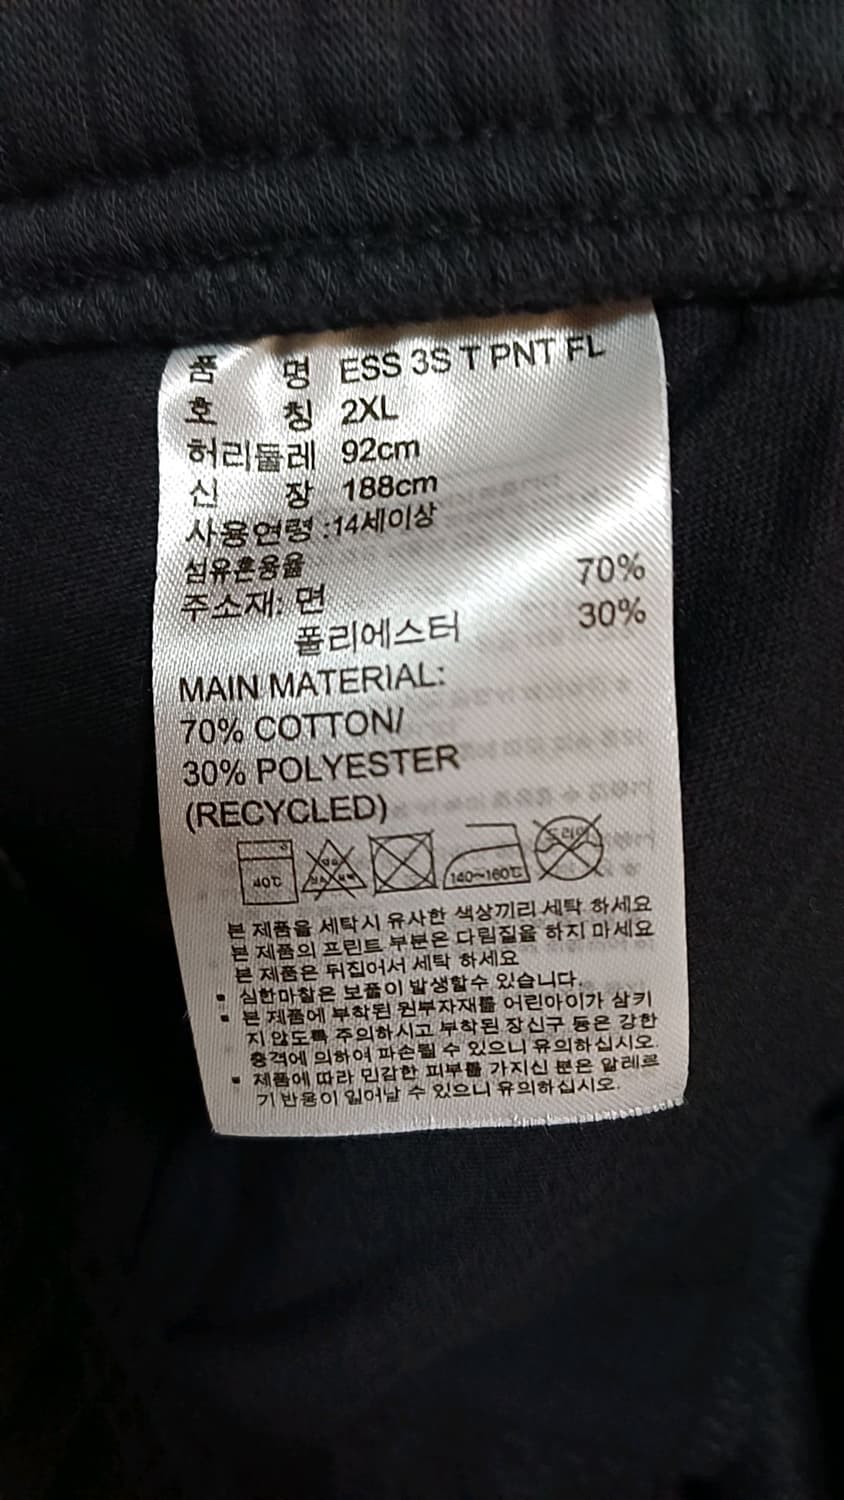 품 명 ESS 3S T PNT FL
호 칭 2XL
허리둘레 92cm
신 장 188cm
사용연령 :14세이상
섬유혼용율
주소재: 면 70%
폴리에스터 30%
MAIN MATERIAL:
70% COTTON/
30% POLYESTER
(RECYCLED)
40℃ 140~160℃ 드라이
본 제품을 세탁시 유사한 색상끼리 세탁 하세요
본 제품의 프린트 부분은 다림질을 하지 마세요
본 제품은 뒤집어서 세탁 하세요
▪ 심한마찰은 보풀이 발생할수 있습니다.
▪ 본 제품에 부착된 원부자재를 어린아이가 삼키
지 않도록 주의하시고 부착된 장신구 등은 강한
충격에 의하여 파손될 수 있으니 유의하십시오.
▪ 제품에 따라 민감한 피부를 가지신 분은 알레르
기 반응이 일어날 수 있으니 유의하십시오.